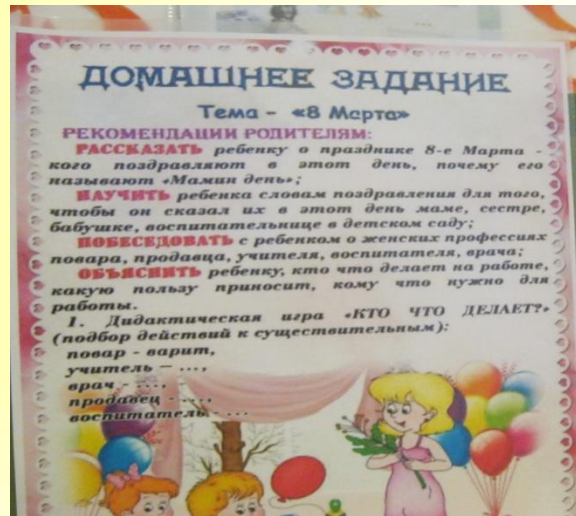 ДОМАШНЕЕ ЗАДАНИЕ
Тема - «8 Марта»
РЕКОМЕНДАЦИИ РОДИТЕЛЯМ:
РАССКАЗАТЬ ребенку о празднике 8-е Марта -
кого поздравляют в этот день, почему его
называют «Мамин день»;
НАУЧИТЬ ребенка словам поздравления для того,
чтобы он сказал их в этот день маме, сестре,
бабушке, воспитательнице в детском саду;
ПОБЕСЕДОВАТЬ с ребенком о женских профессиях
повара, продавца, учителя, воспитателя, врача;
ОБЪЯСНИТЬ ребенку, кто что делает на работе,
какую пользу приносит, кому что нужно для
работы.
1. Дидактическая игра «КТО ЧТО ДЕЛАЕТ?»
(подбор действий к существительным):
повар - варит,
учитель – ...,
врач - ...,
продавец - ...,
воспитатель - ...